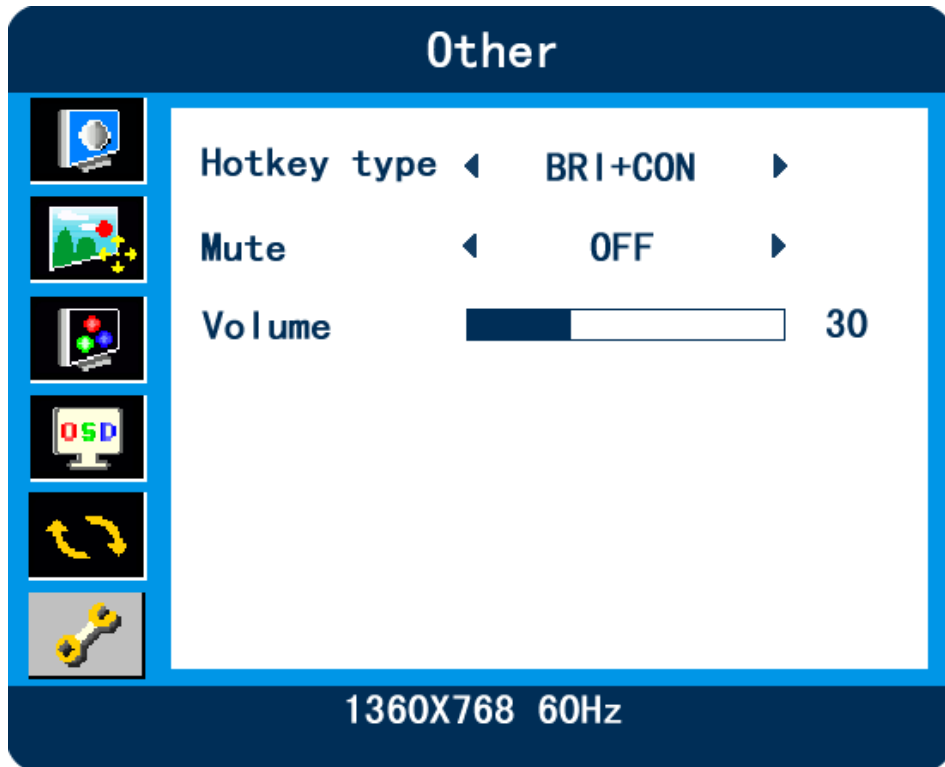 Other
Hotkey type BRI+CON
Mute OFF
Volume 30
OSD
1360X768 60Hz